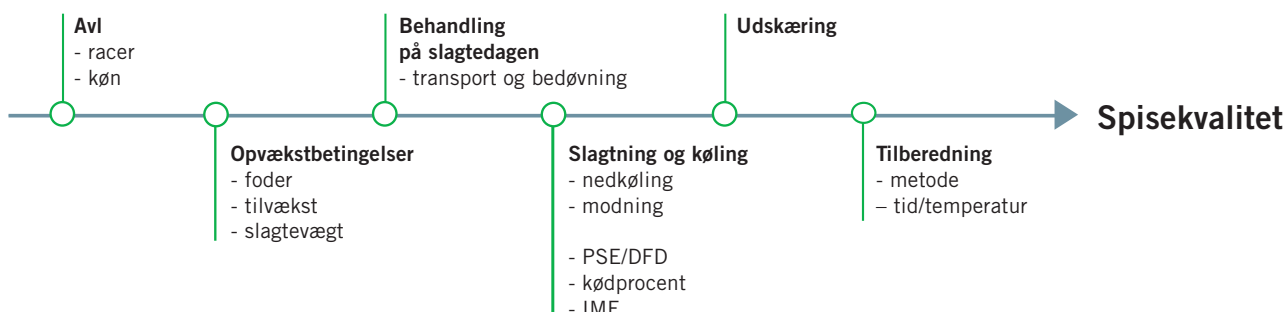 Avl
- racer
- køn
Behandling
på slagtedagen
- transport og bedøvning
Udskæring
Spisekvalitet
Opvækstbetingelser
- foder
- tilvækst
- slagtevægt
Slagtning og køling
- nedkøling
- modning
- PSE/DFD
- kødprocent
- IMF
Tilberedning
- metode
– tid/temperatur